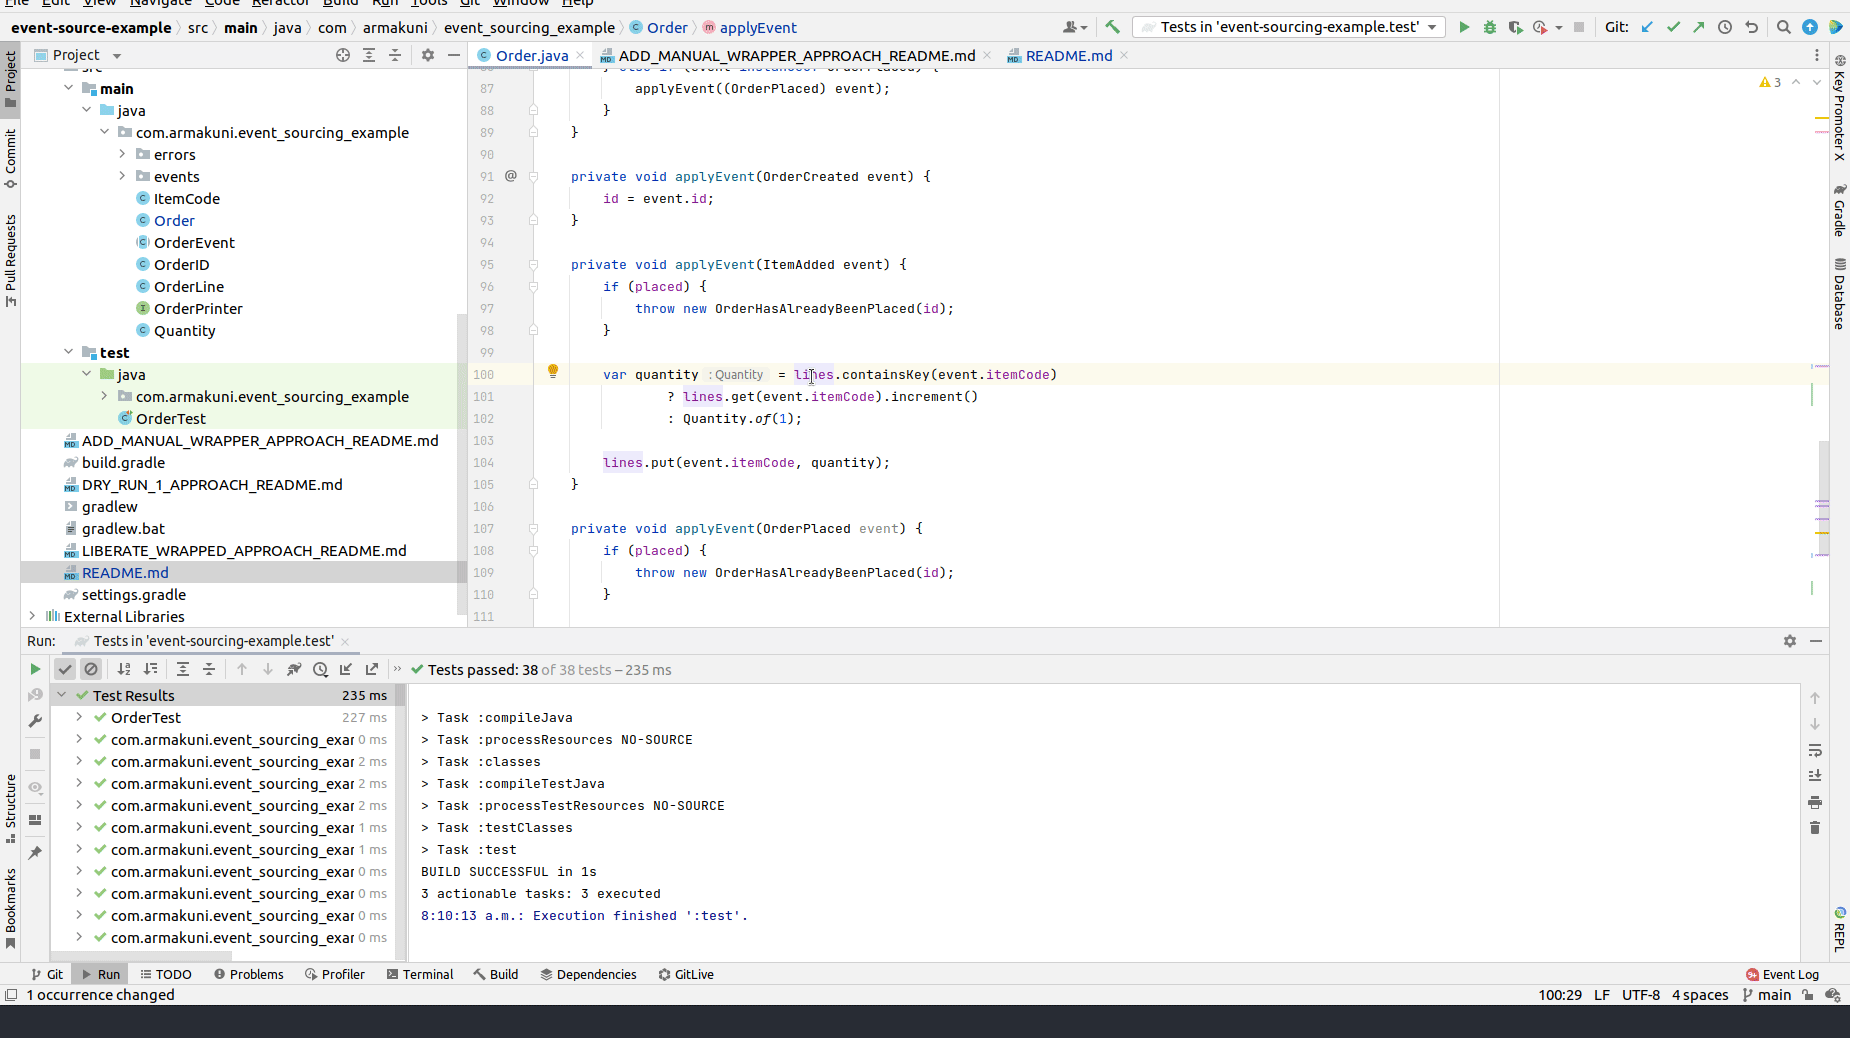 File Edit View Navigate Code Refactor Build Run Tools Git Window Help
event-source-example src main java com armakuni event_sourcing_example Order applyEvent
Tests in 'event-sourcing-example.test' Git:
Project
Order.java ADD_MANUAL_WRAPPER_APPROACH_README.md README.md
Project
Commit
Pull Requests
Structure
Bookmarks
src
main
java
com.armakuni.event_sourcing_example
errors
events
ItemCode
Order
OrderEvent
OrderID
OrderLine
OrderPrinter
Quantity
test
java
com.armakuni.event_sourcing_example
OrderTest
ADD_MANUAL_WRAPPER_APPROACH_README.md
build.gradle
DRY_RUN_1_APPROACH_README.md
gradlew
gradlew.bat
LIBERATE_WRAPPED_APPROACH_README.md
README.md
settings.gradle
External Libraries
86 } else if (event instanceof OrderPlaced) {
87 applyEvent((OrderPlaced) event);
88 }
89 }
90
91 @ private void applyEvent(OrderCreated event) {
92 id = event.id;
93 }
94
95 private void applyEvent(ItemAdded event) {
96 if (placed) {
97 throw new OrderHasAlreadyBeenPlaced(id);
98 }
99
100 var quantity : Quantity = lines.containsKey(event.itemCode)
101 ? lines.get(event.itemCode).increment()
102 : Quantity.of(1);
103
104 lines.put(event.itemCode, quantity);
105 }
106
107 private void applyEvent(OrderPlaced event) {
108 if (placed) {
109 throw new OrderHasAlreadyBeenPlaced(id);
110 }
111
3
Key Promoter X
Gradle
Database
REPL
Run: Tests in 'event-sourcing-example.test'
Tests passed: 38 of 38 tests – 235 ms
Test Results 235 ms
OrderTest 227 ms
com.armakuni.event_sourcing_exar 0 ms
com.armakuni.event_sourcing_exar 2 ms
com.armakuni.event_sourcing_exar 2 ms
com.armakuni.event_sourcing_exar 2 ms
com.armakuni.event_sourcing_exar 1 ms
com.armakuni.event_sourcing_exar 1 ms
com.armakuni.event_sourcing_exar 0 ms
com.armakuni.event_sourcing_exar 0 ms
com.armakuni.event_sourcing_exar 0 ms
com.armakuni.event_sourcing_exar 0 ms
> Task :compileJava
> Task :processResources NO-SOURCE
> Task :classes
> Task :compileTestJava
> Task :processTestResources NO-SOURCE
> Task :testClasses
> Task :test
BUILD SUCCESSFUL in 1s
3 actionable tasks: 3 executed
8:10:13 a.m.: Execution finished ':test'.
Git Run TODO Problems Profiler Terminal Build Dependencies GitLive 9+ Event Log
1 occurrence changed 100:29 LF UTF-8 4 spaces main